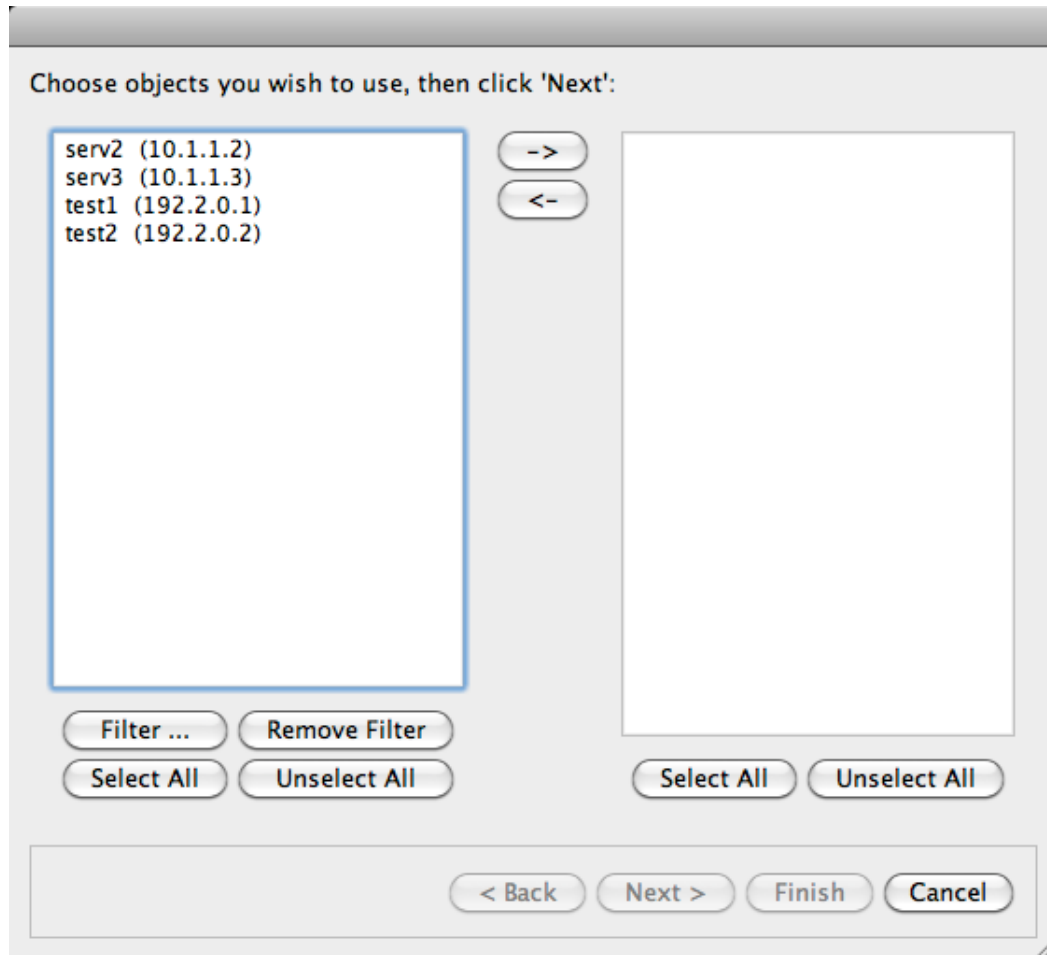 Choose objects you wish to use, then click 'Next':
serv2 (10.1.1.2)
serv3 (10.1.1.3)
test1 (192.2.0.1)
test2 (192.2.0.2)
->
<-
Filter ... Remove Filter
Select All Unselect All Select All Unselect All
< Back Next > Finish Cancel